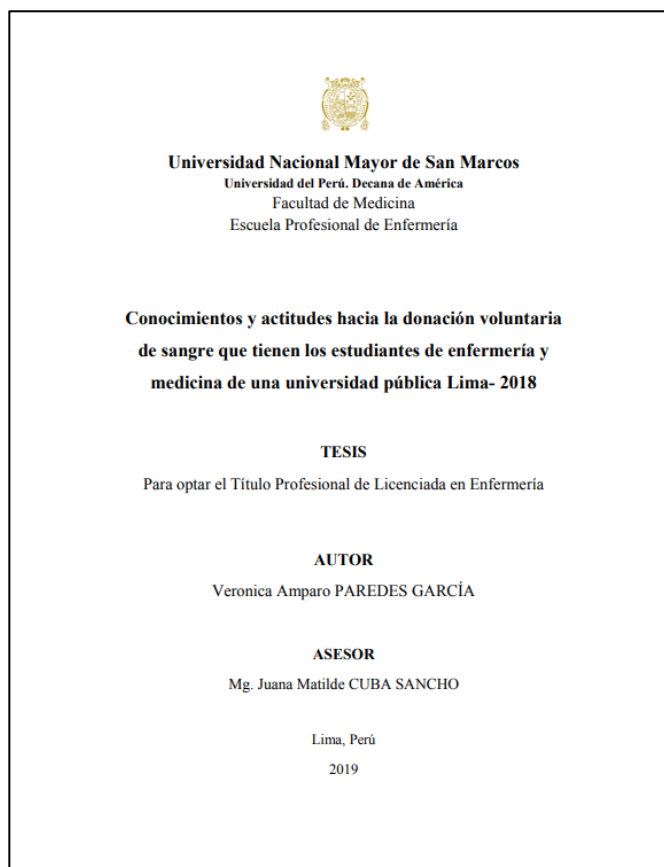 Universidad Nacional Mayor de San Marcos
Universidad del Perú. Decana de América
Facultad de Medicina
Escuela Profesional de Enfermería
Conocimientos y actitudes hacia la donación voluntaria
de sangre que tienen los estudiantes de enfermería y
medicina de una universidad pública Lima- 2018
TESIS
Para optar el Título Profesional de Licenciada en Enfermería
AUTOR
Veronica Amparo PAREDES GARCÍA
ASESOR
Mg. Juana Matilde CUBA SANCHO
Lima, Perú
2019